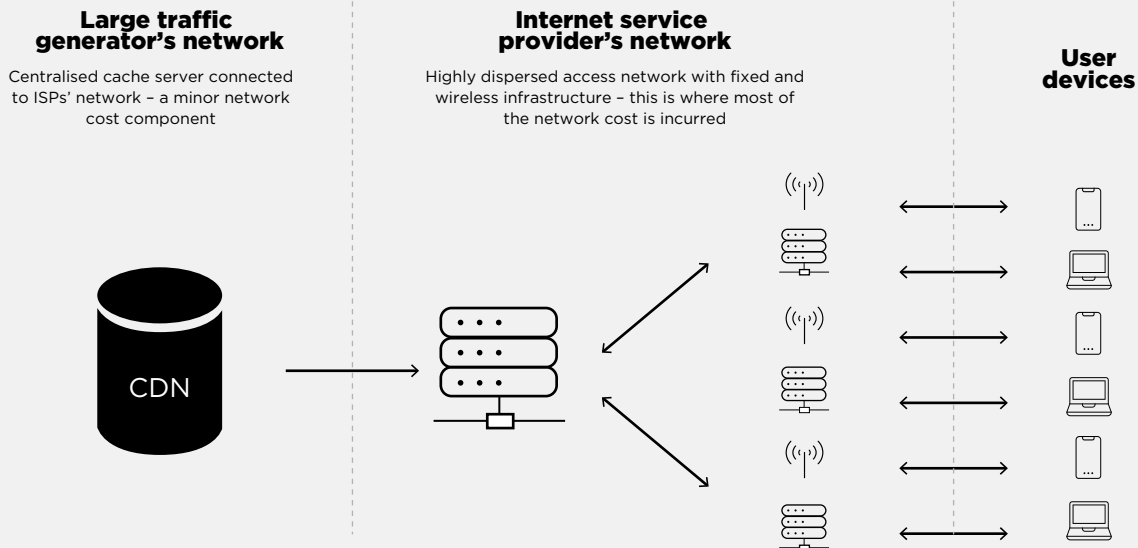 Large traffic
generator’s network
Centralised cache server connected
to ISPs’ network – a minor network
cost component
Internet service
provider’s network
Highly dispersed access network with fixed and
wireless infrastructure – this is where most of
the network cost is incurred
User
devices
CDN